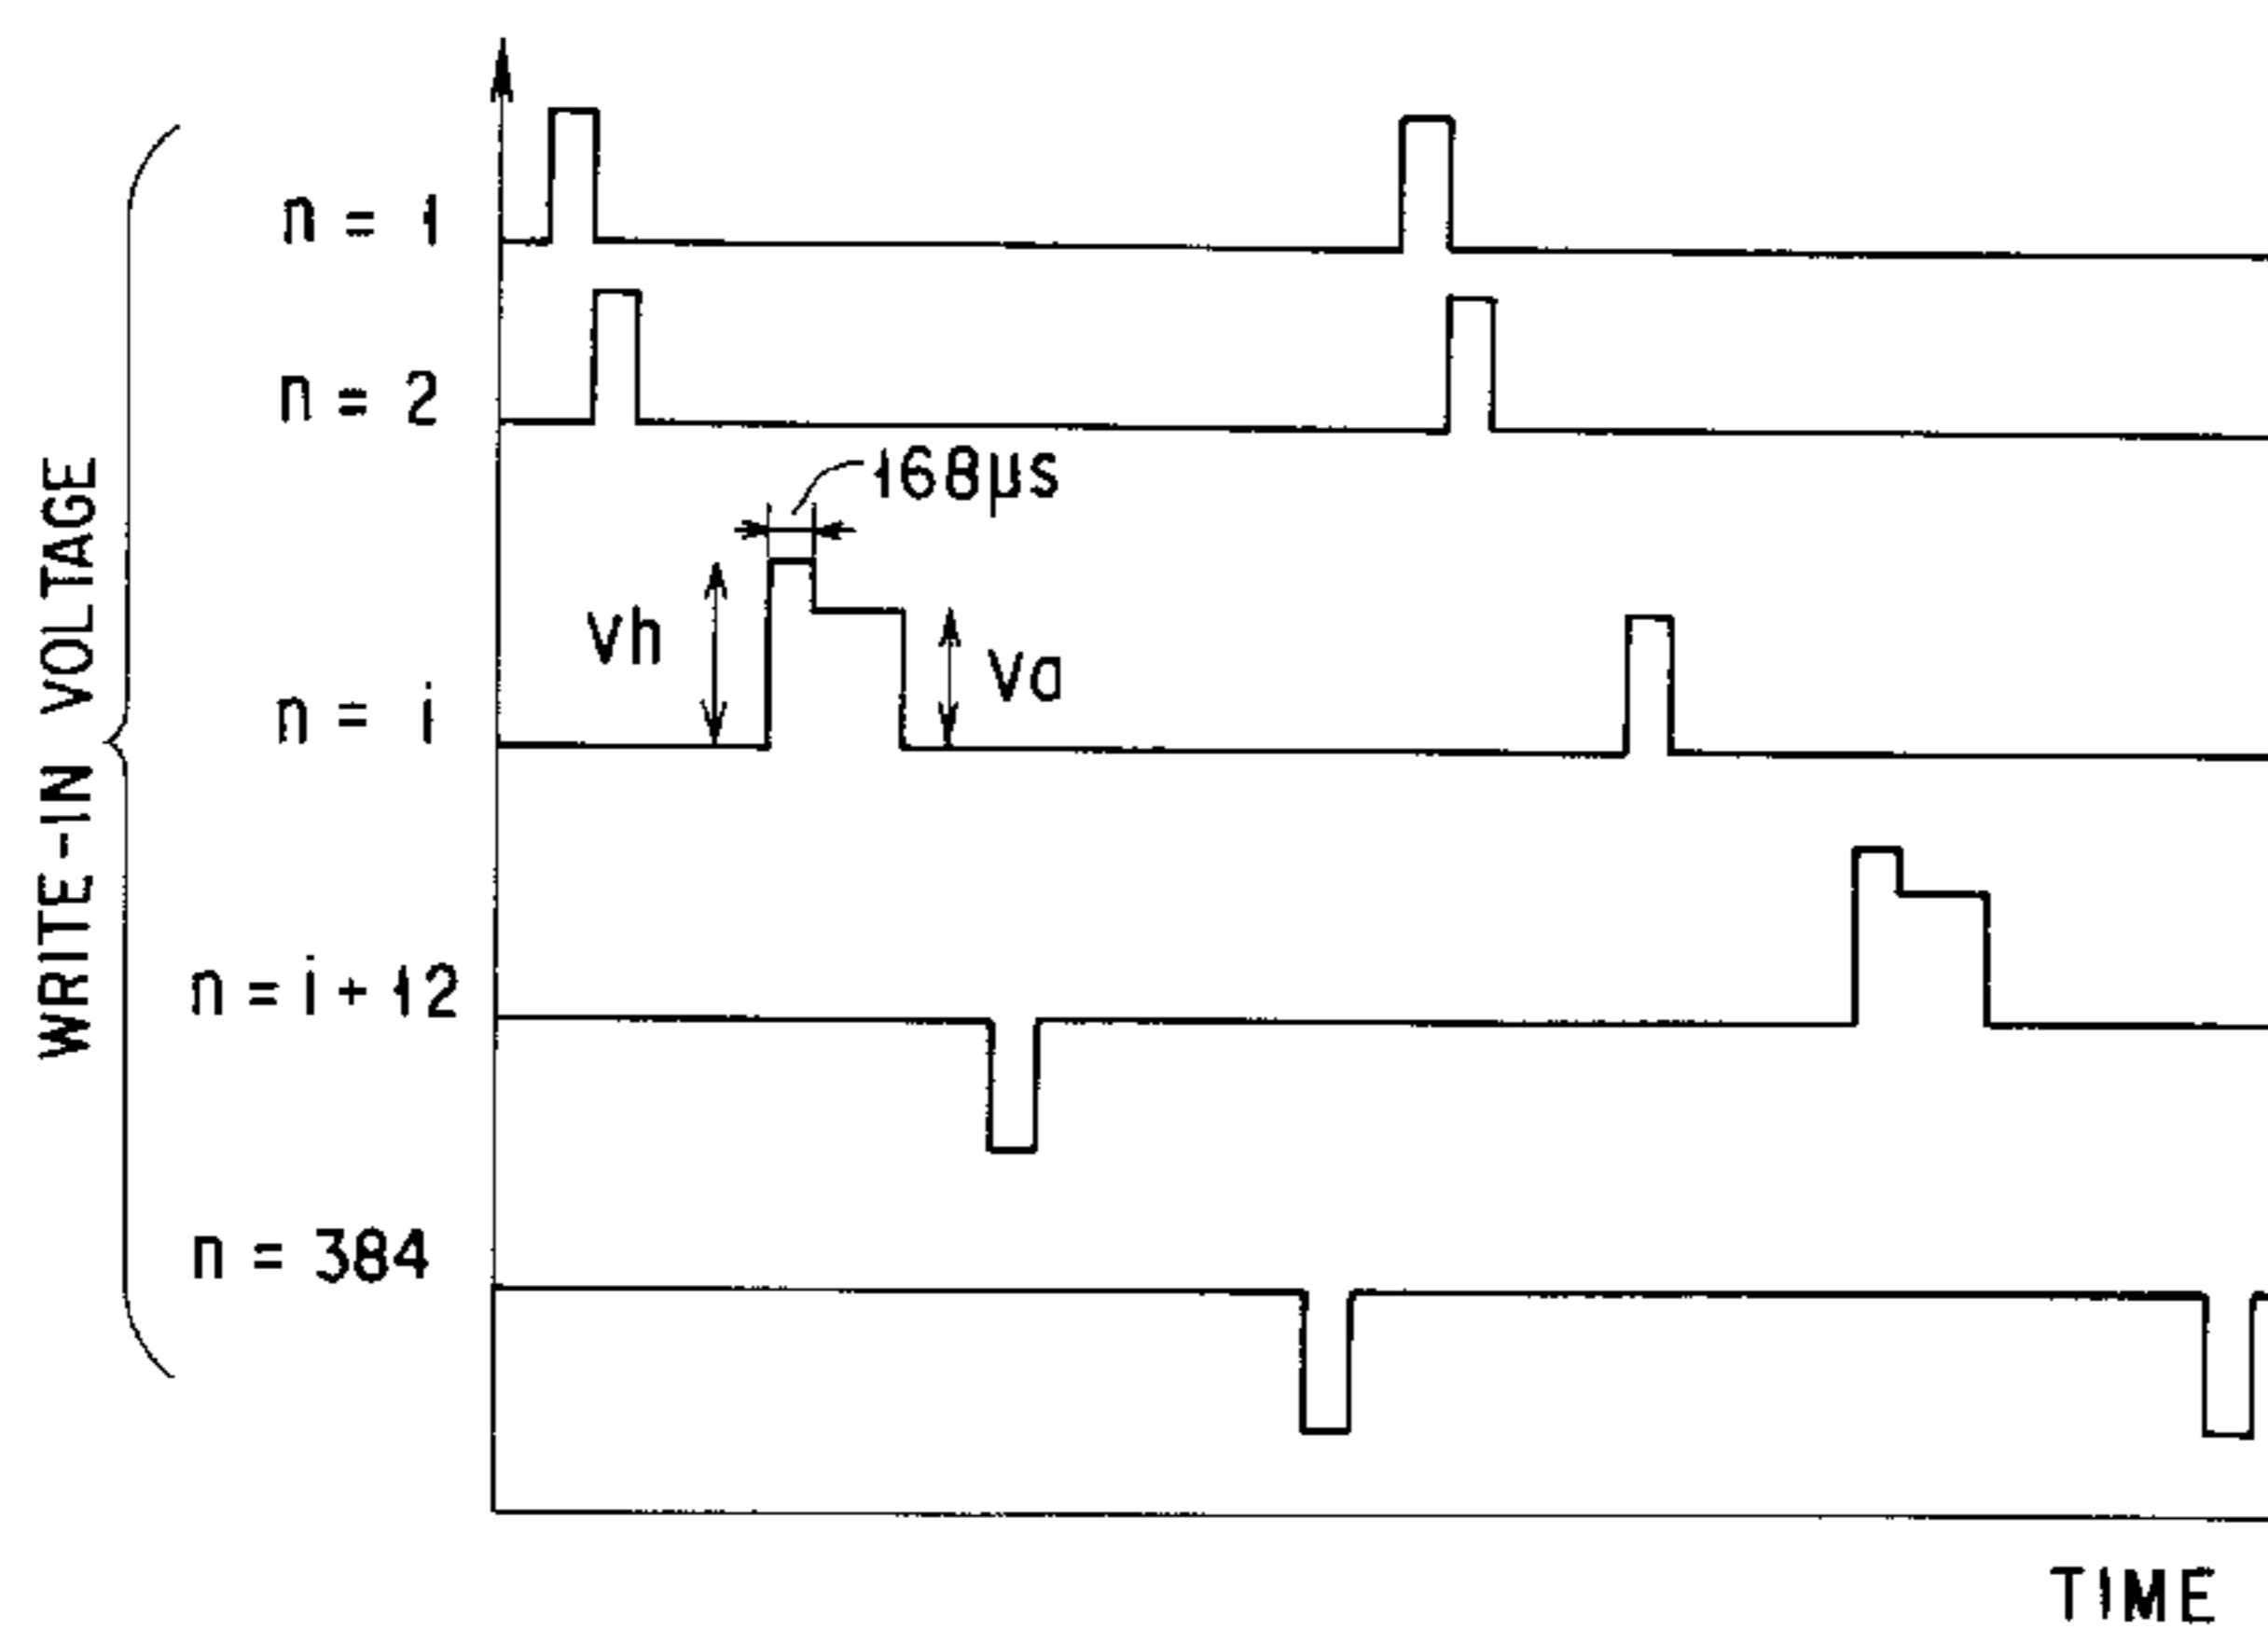 WRITE-IN VOLTAGE
n = 1
n = 2
168µs
Vh
Va
n = i
n = i + 12
n = 384
TIME